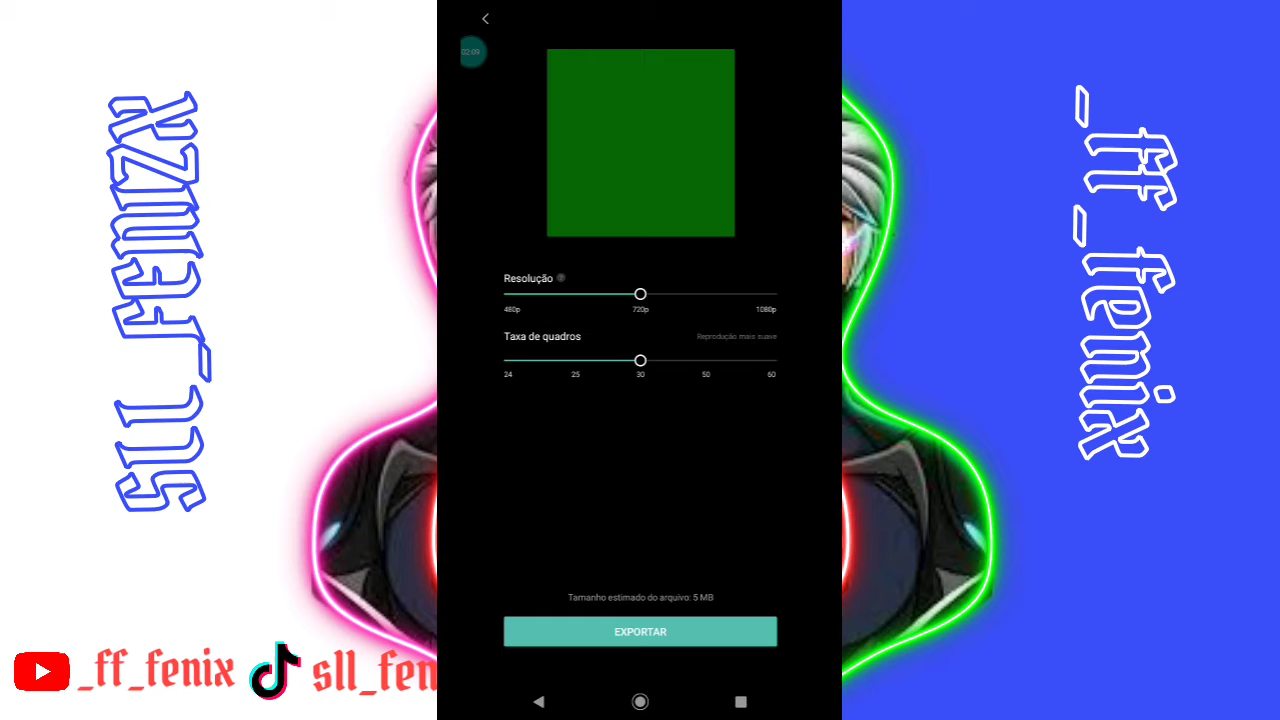 sll_fenixzx
02:09
Resolução
480p 720p 1080p
Taxa de quadros
Reprodução mais suave
24 25 30 50 60
Tamanho estimado do arquivo: 5 MB
EXPORTAR
_ff_fenix
_ff_fenix
sll_fen